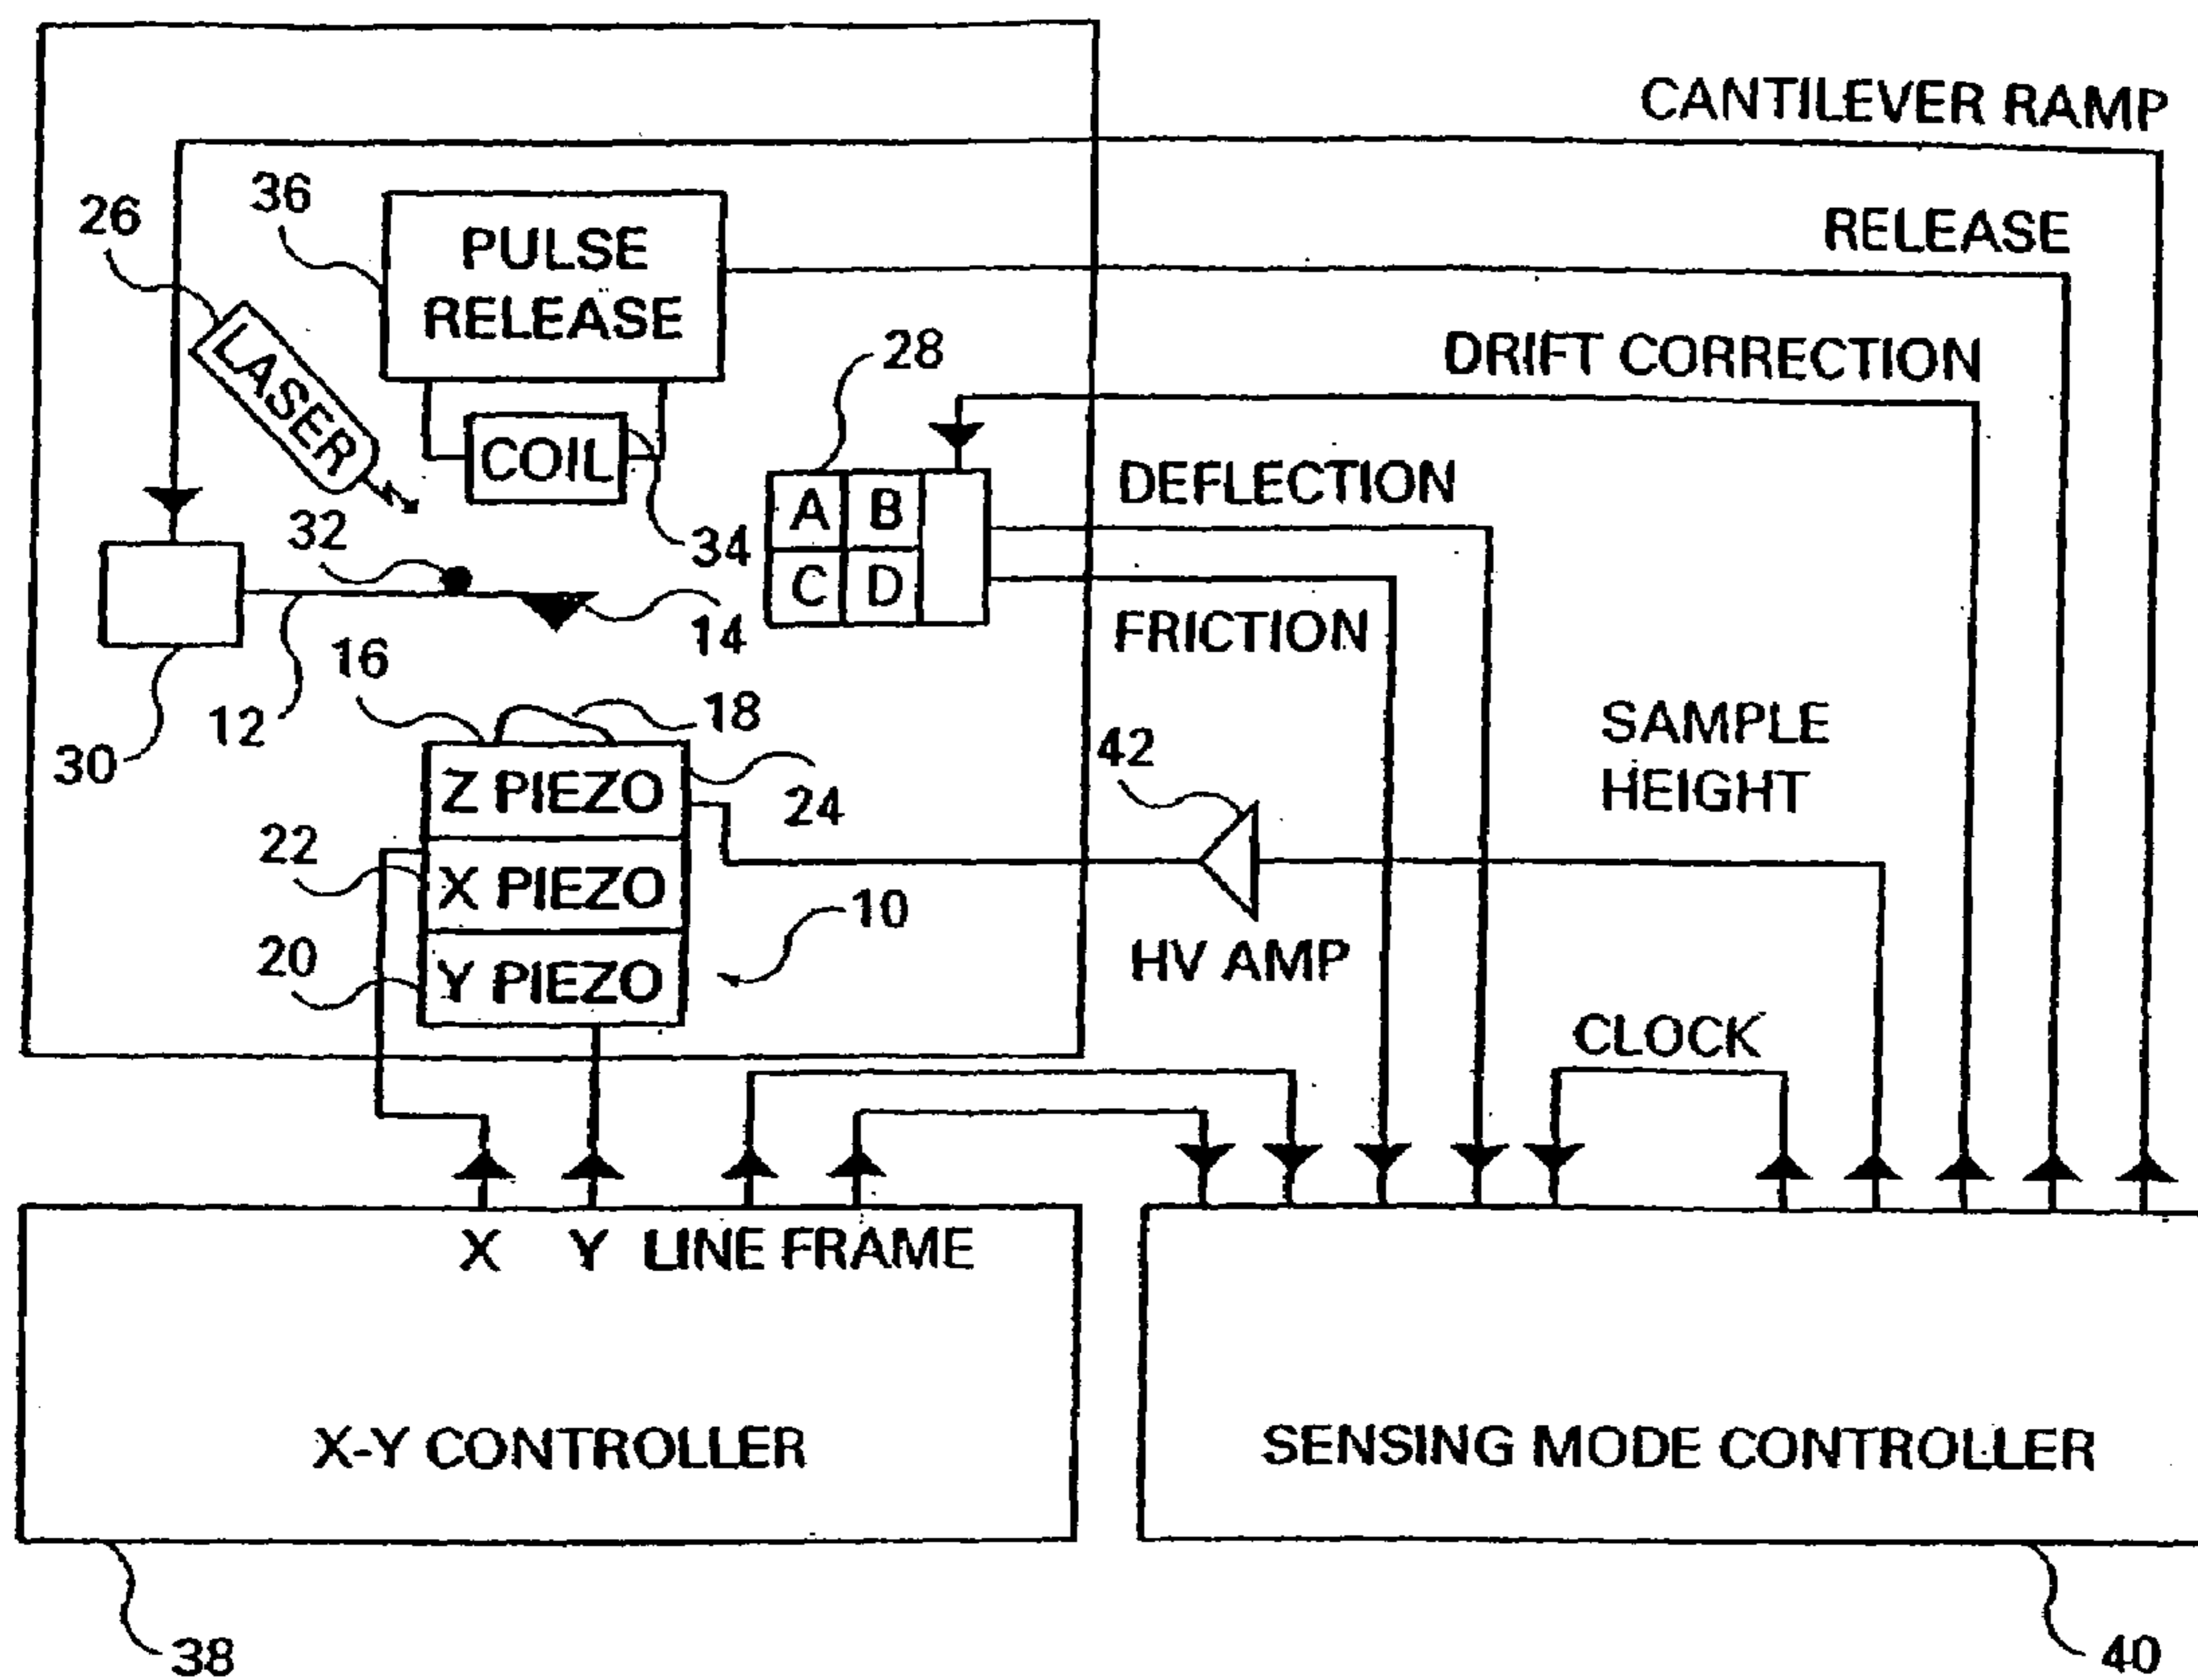 CANTILEVER RAMP
36
26
PULSE
RELEASE
RELEASE
LASER
28
DRIFT CORRECTION
COIL
DEFLECTION
A B
C D
32
34
14
FRICTION
16
12
18
30
42
SAMPLE
HEIGHT
Z PIEZO
24
22
X PIEZO
10
20
Y PIEZO
HV AMP
CLOCK
X Y LINE FRAME
X-Y CONTROLLER
SENSING MODE CONTROLLER
38
40